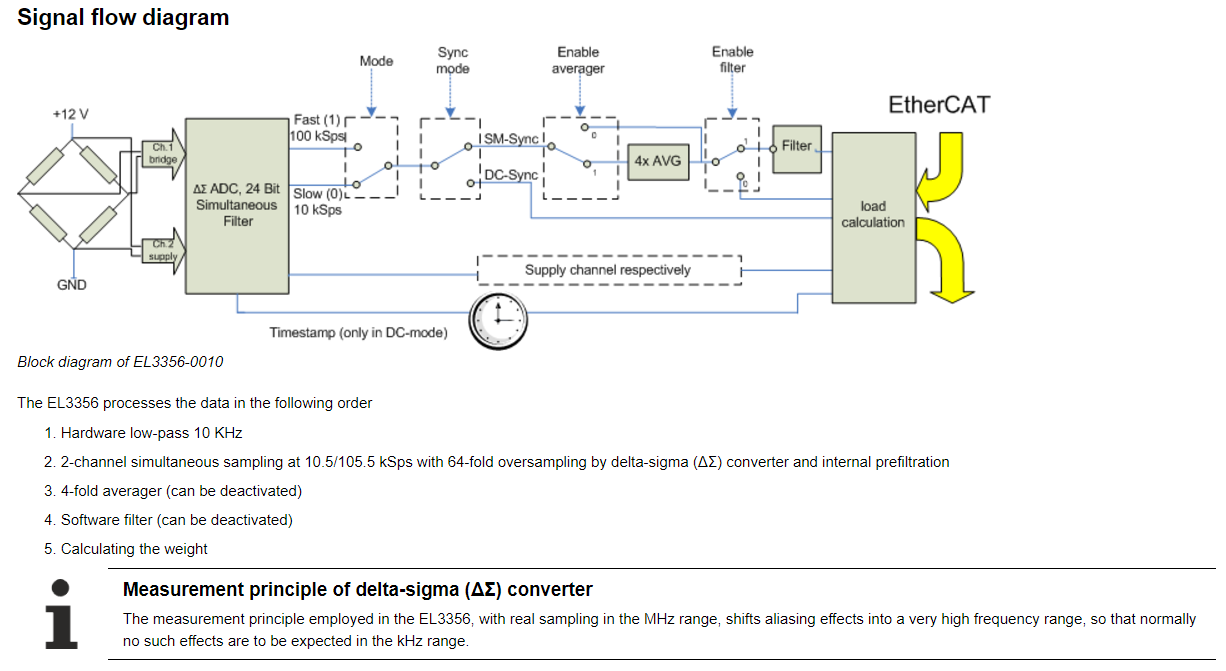 Signal flow diagram
Mode
Sync
mode
Enable
averager
Enable
filter
EtherCAT
+12 V
Fast (1)
100 kSps
Ch.1
bridge
SM-Sync
0
1
4x AVG
1
Filter
ΔΣ ADC, 24 Bit
Simultaneous
Filter
DC-Sync
0
Slow (0)
10 kSps
load
calculation
Ch.2
supply
GND
Supply channel respectively
Timestamp (only in DC-mode)
Block diagram of EL3356-0010
The EL3356 processes the data in the following order
1. Hardware low-pass 10 KHz
2. 2-channel simultaneous sampling at 10.5/105.5 kSps with 64-fold oversampling by delta-sigma (ΔΣ) converter and internal prefiltration
3. 4-fold averager (can be deactivated)
4. Software filter (can be deactivated)
5. Calculating the weight
Measurement principle of delta-sigma (ΔΣ) converter
The measurement principle employed in the EL3356, with real sampling in the MHz range, shifts aliasing effects into a very high frequency range, so that normally
no such effects are to be expected in the kHz range.